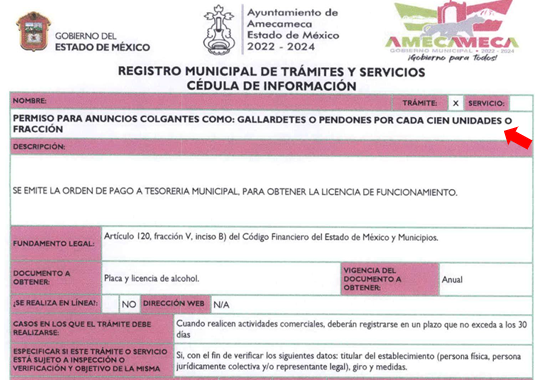 GOBIERNO DEL
ESTADO DE MÉXICO
Ayuntamiento de
Amecameca
Estado de México
2022 - 2024
AMECAMECA
GOBIERNO MUNICIPAL • 2022 - 2024
¡Gobierno para Todos!
REGISTRO MUNICIPAL DE TRÁMITES Y SERVICIOS
CÉDULA DE INFORMACIÓN
NOMBRE: TRÁMITE: X SERVICIO:
PERMISO PARA ANUNCIOS COLGANTES COMO: GALLARDETES O PENDONES POR CADA CIEN UNIDADES O
FRACCIÓN
DESCRIPCIÓN:
SE EMITE LA ORDEN DE PAGO A TESORERIA MUNICIPAL, PARA OBTENER LA LICENCIA DE FUNCIONAMIENTO.
FUNDAMENTO LEGAL: Artículo 120, fracción V, inciso B) del Código Financiero del Estado de México y Municipios.
DOCUMENTO A
OBTENER: Placa y licencia de alcohol. VIGENCIA DEL
DOCUMENTO A
OBTENER: Anual
¿SE REALIZA EN LÍNEA?: NO DIRECCIÓN WEB N/A
CASOS EN LOS QUE EL TRÁMITE DEBE
REALIZARSE: Cuando realicen actividades comerciales, deberán registrarse en un plazo que no exceda a los 30
días
ESPECIFICAR SI ESTE TRÁMITE O SERVICIO
ESTÁ SUJETO A INSPECCIÓN O
VERIFICACIÓN Y OBJETIVO DE LA MISMA
Si, con el fin de verificar los siguientes datos: titular del establecimiento (persona física, persona
jurídicamente colectiva y/o representante legal), giro y medidas.